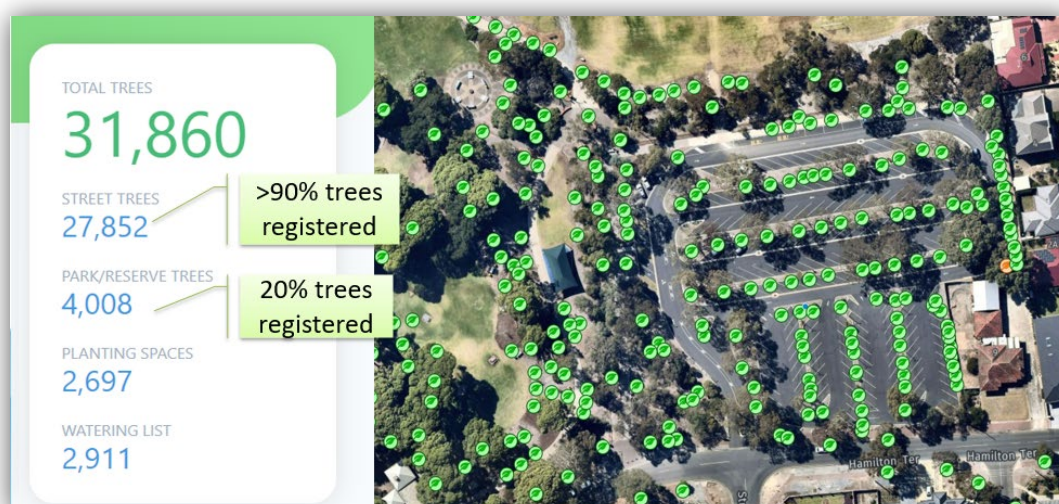 TOTAL TREES
31,860
STREET TREES
27,852
>90% trees
registered
PARK/RESERVE TREES
4,008
20% trees
registered
PLANTING SPACES
2,697
WATERING LIST
2,911
Hamilton Ter
Hamilton Ter
St